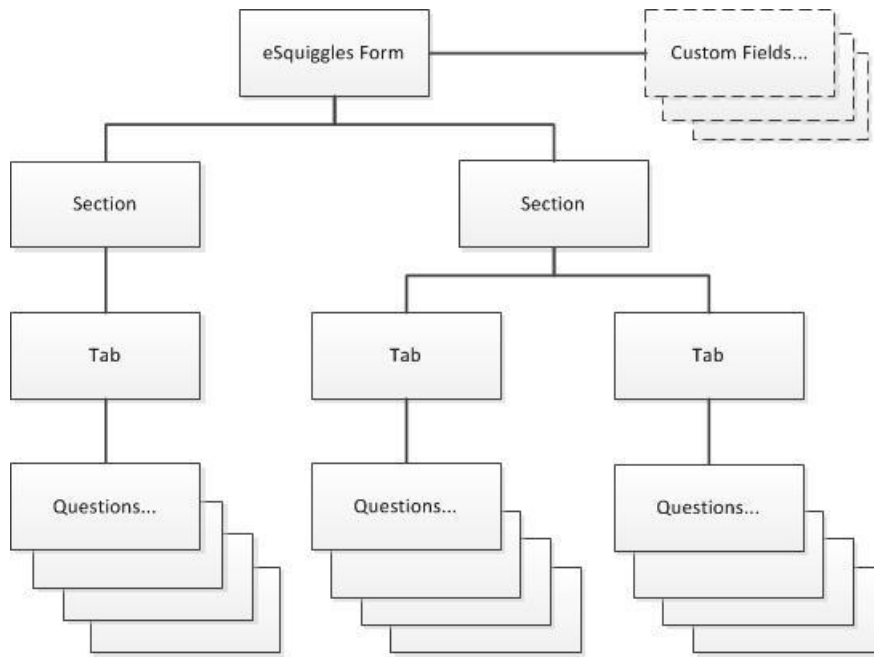 eSquiggles Form
Custom Fields...
Section
Section
Tab
Tab
Tab
Questions...
Questions...
Questions...